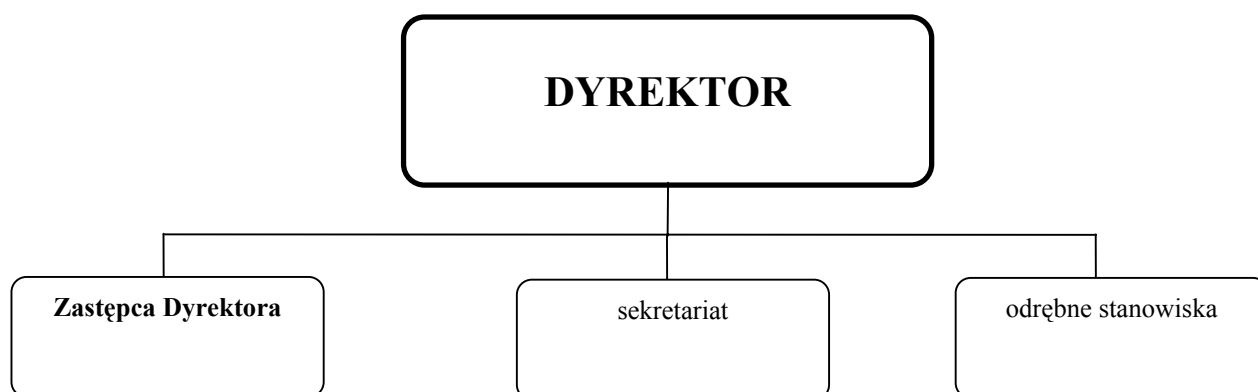 DYREKTOR
Zastępca Dyrektora
sekretariat
odrębne stanowiska